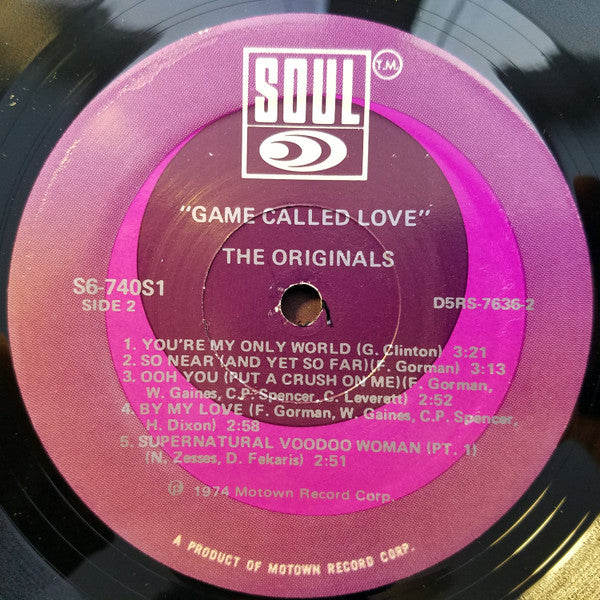 SOUL T.M.
"GAME CALLED LOVE"
THE ORIGINALS
S6-740S1
SIDE 2
D5RS-7636-2
1. YOU'RE MY ONLY WORLD (G. Clinton) 3:21
2. SO NEAR (AND YET SO FAR)(F. Gorman) 3:13
3. OOH YOU (PUT A CRUSH ON ME)(F. Gorman,
W. Gaines, C.P. Spencer, C. Leverett) 2:52
4. BY MY LOVE (F. Gorman, W. Gaines, C.P. Spencer,
H. Dixon) 2:58
5. SUPERNATURAL VOODOO WOMAN (PT. 1)
(N. Zesses, D. Fekaris) 2:51
℗ 1974 Motown Record Corp.
A PRODUCT OF MOTOWN RECORD CORP.